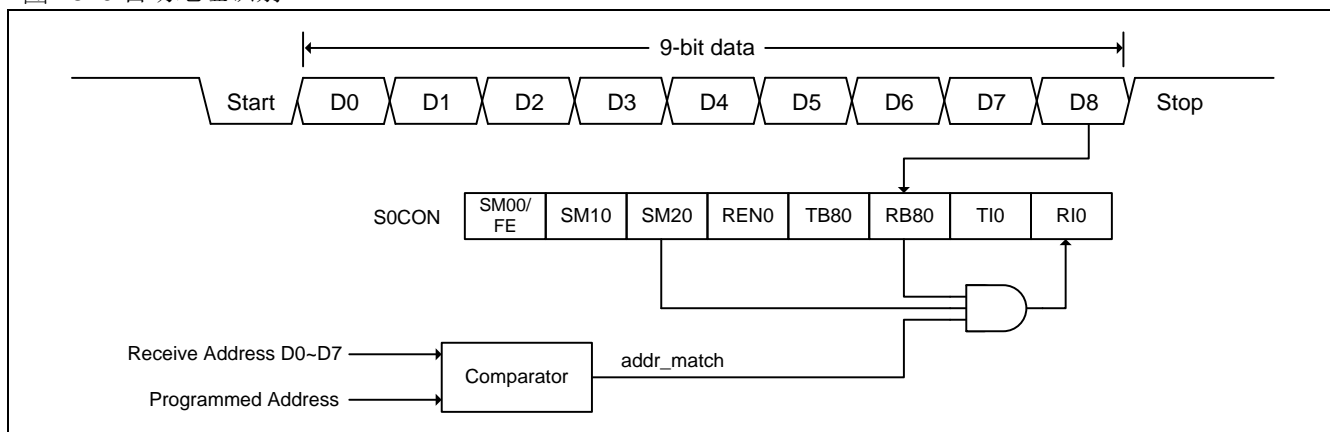 9-bit data
Start D0 D1 D2 D3 D4 D5 D6 D7 D8 Stop
S0CON SM00/FE SM10 SM20 REN0 TB80 RB80 TI0 RI0
Receive Address D0~D7
addr_match
Comparator
Programmed Address